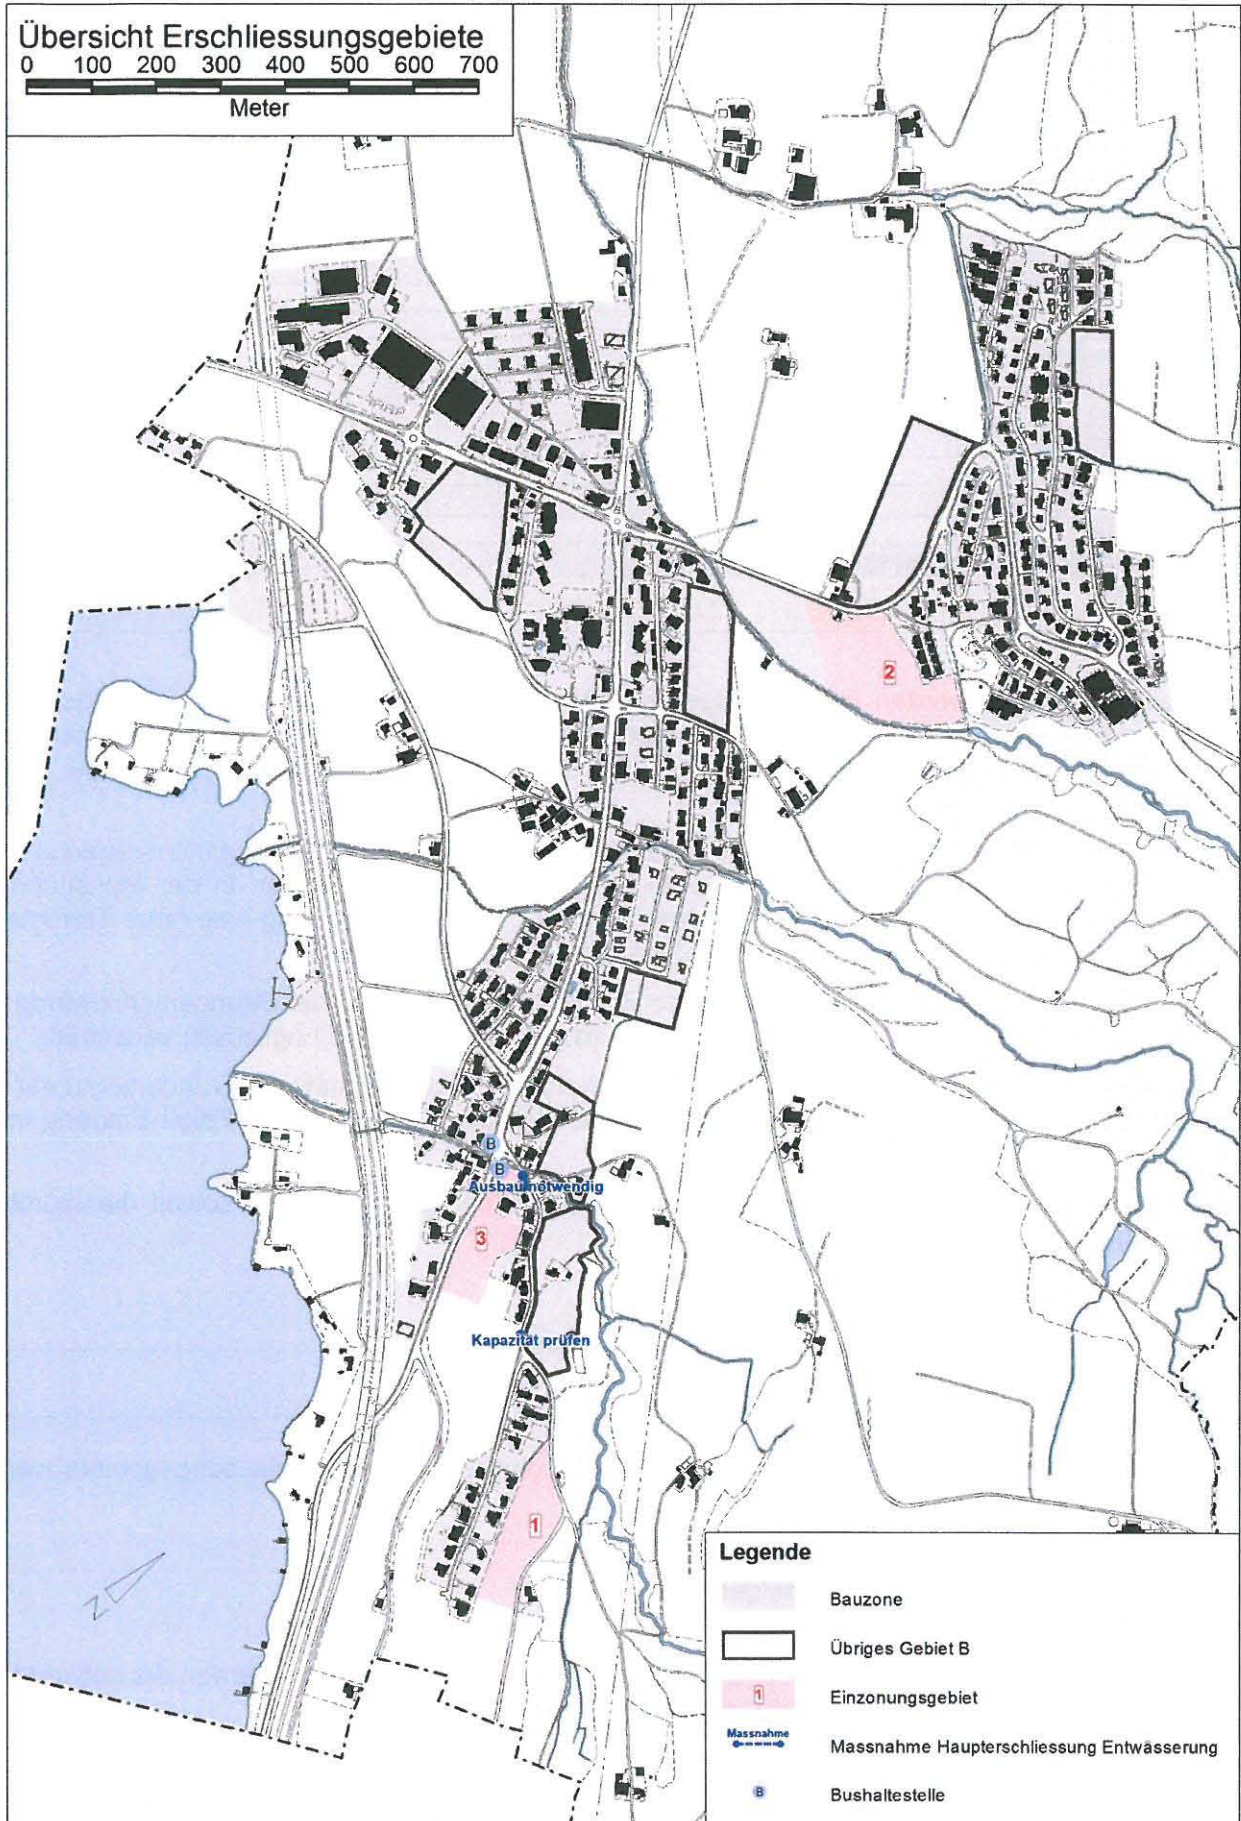 Übersicht Erschliessungsgebiete
0 100 200 300 400 500 600 700
Meter
2
B
B
Ausbau notwendig
3
Kapazität prüfen
1
N
Legende
Bauzone
Übriges Gebiet B
1 Einzonungsgebiet
Massnahme
Massnahme Haupterschliessung Entwässerung
B Bushaltestelle